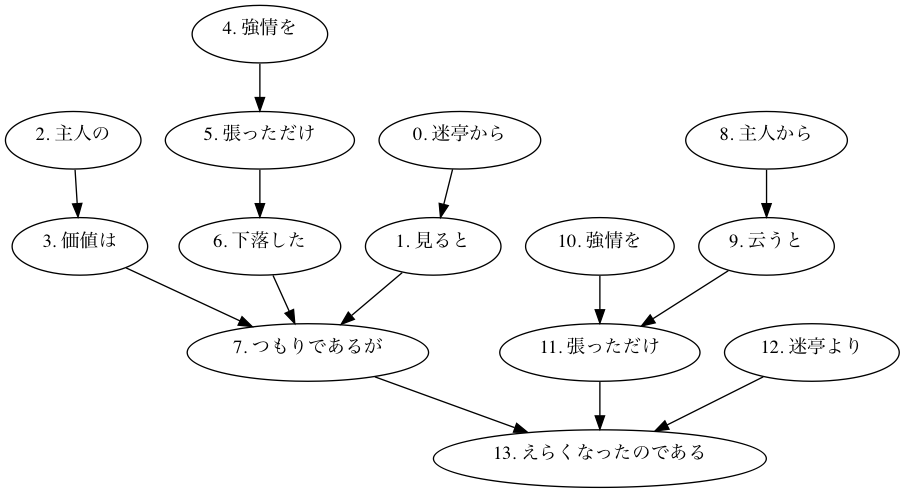 4. 強情を
2. 主人の
5. 張っただけ
0. 迷亭から
8. 主人から
3. 価値は
6. 下落した
1. 見ると
10. 強情を
9. 云うと
7. つもりであるが
11. 張っただけ
12. 迷亭より
13. えらくなったのである